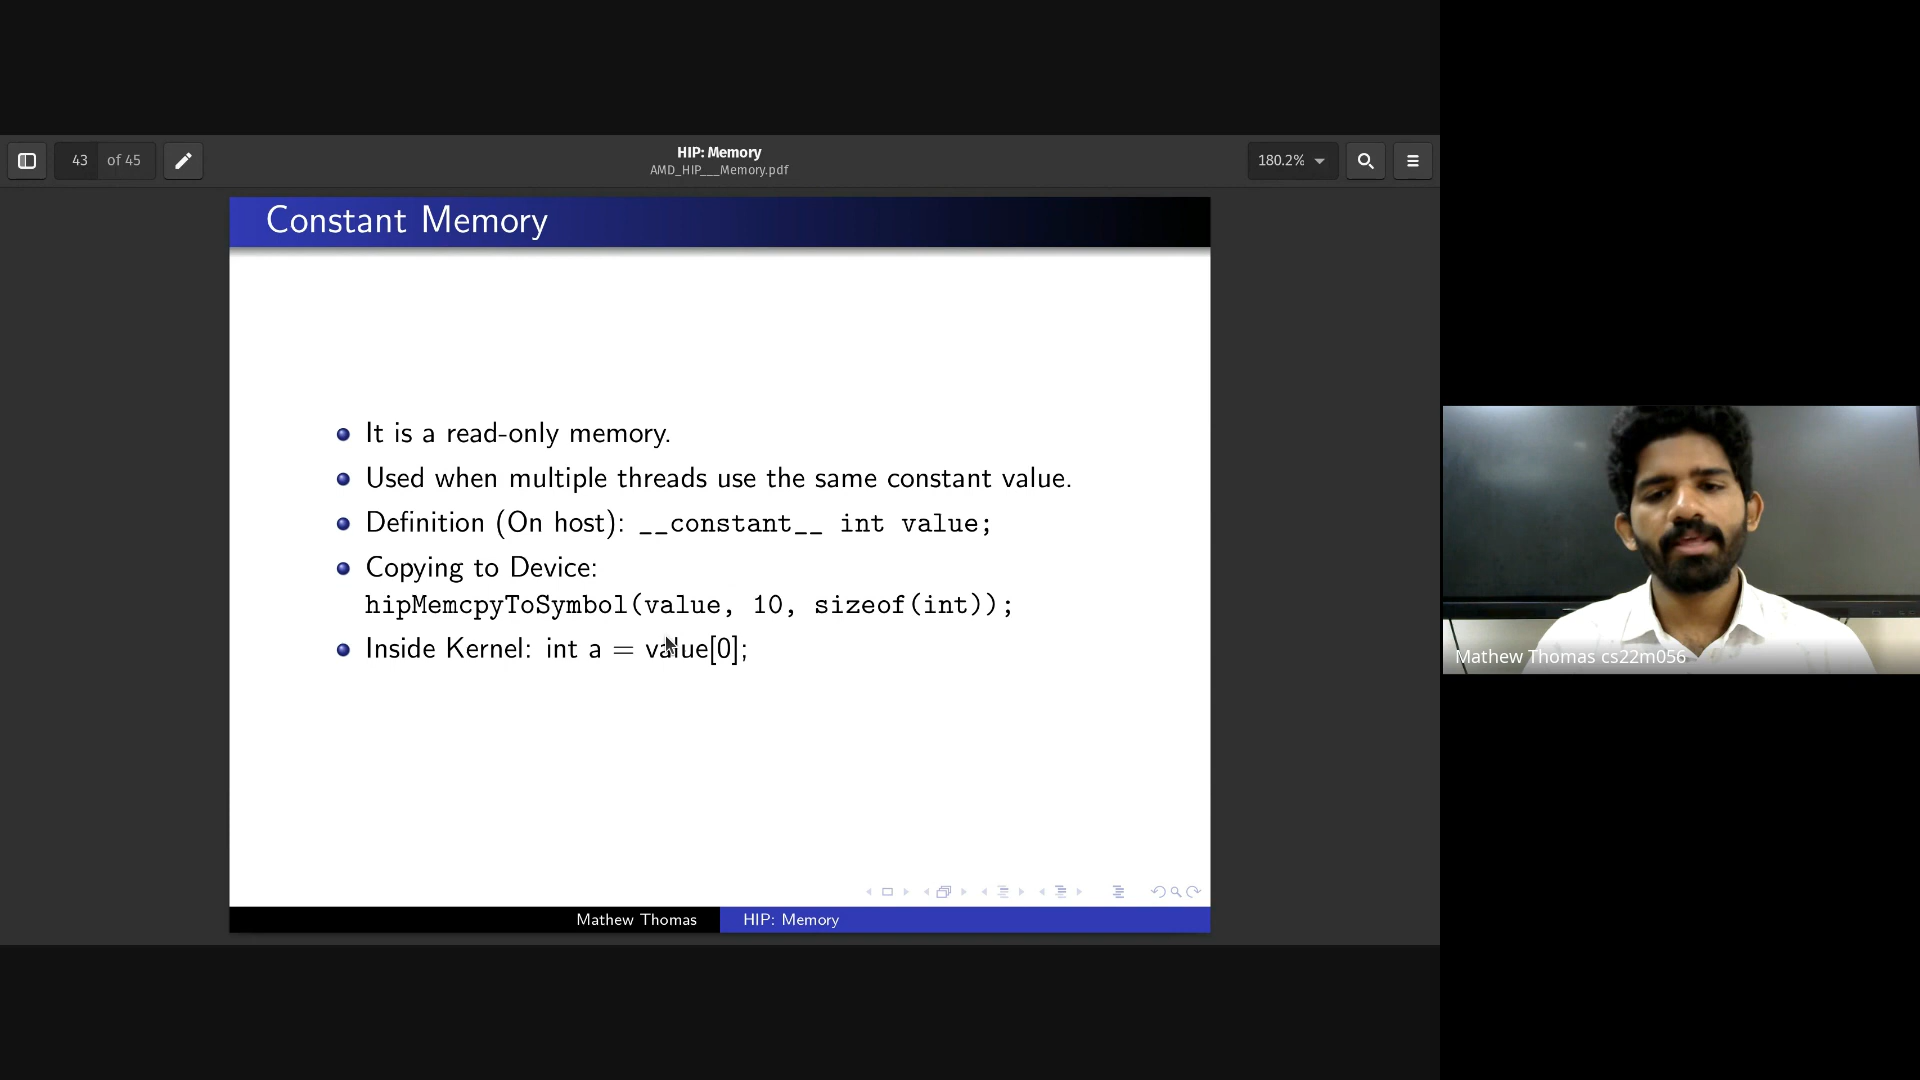 43 of 45
HIP: Memory
AMD_HIP___Memory.pdf
180.2%
Constant Memory
It is a read-only memory.
Used when multiple threads use the same constant value.
Definition (On host): __constant__ int value;
Copying to Device:
hipMemcpyToSymbol(value, 10, sizeof(int));
Inside Kernel: int a = value[0];
Mathew Thomas HIP: Memory
Mathew Thomas cs22m056